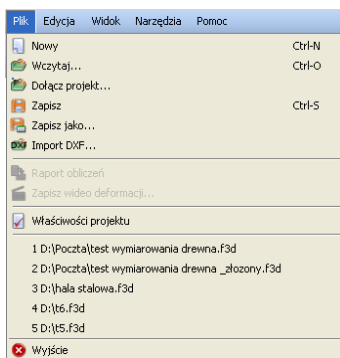 Plik Edycja Widok Narzędzia Pomoc
Nowy Ctrl-N
Wczytaj... Ctrl-O
Dołącz projekt...
Zapisz Ctrl-S
Zapisz jako...
Import DXF...
Raport obliczeń
Zapisz wideo deformacji...
Właściwości projektu
1 D:\Poczta\test wymiarowania drewna.f3d
2 D:\Poczta\test wymiarowania drewna _złozony.f3d
3 D:\hala stalowa.f3d
4 D:\t6.f3d
5 D:\t5.f3d
Wyjście